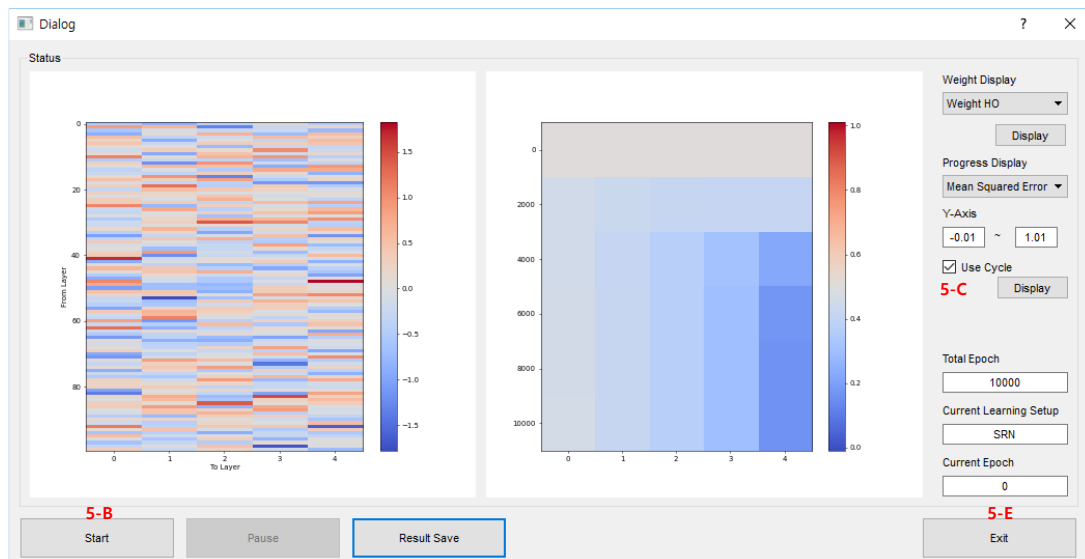 Dialog
?
Status
0
20
40
60
80
From Layer
0 1 2 3 4
To Layer
1.5
1.0
0.5
0.0
−0.5
−1.0
−1.5
0
2000
4000
6000
8000
10000
0 1 2 3 4
1.0
0.8
0.6
0.4
0.2
0.0
Weight Display
Weight HO
Display
Progress Display
Mean Squared Error
Y-Axis
-0.01 ~ 1.01
Use Cycle
5-C
Display
Total Epoch
10000
Current Learning Setup
SRN
Current Epoch
0
5-B
5-E
Start
Pause
Result Save
Exit